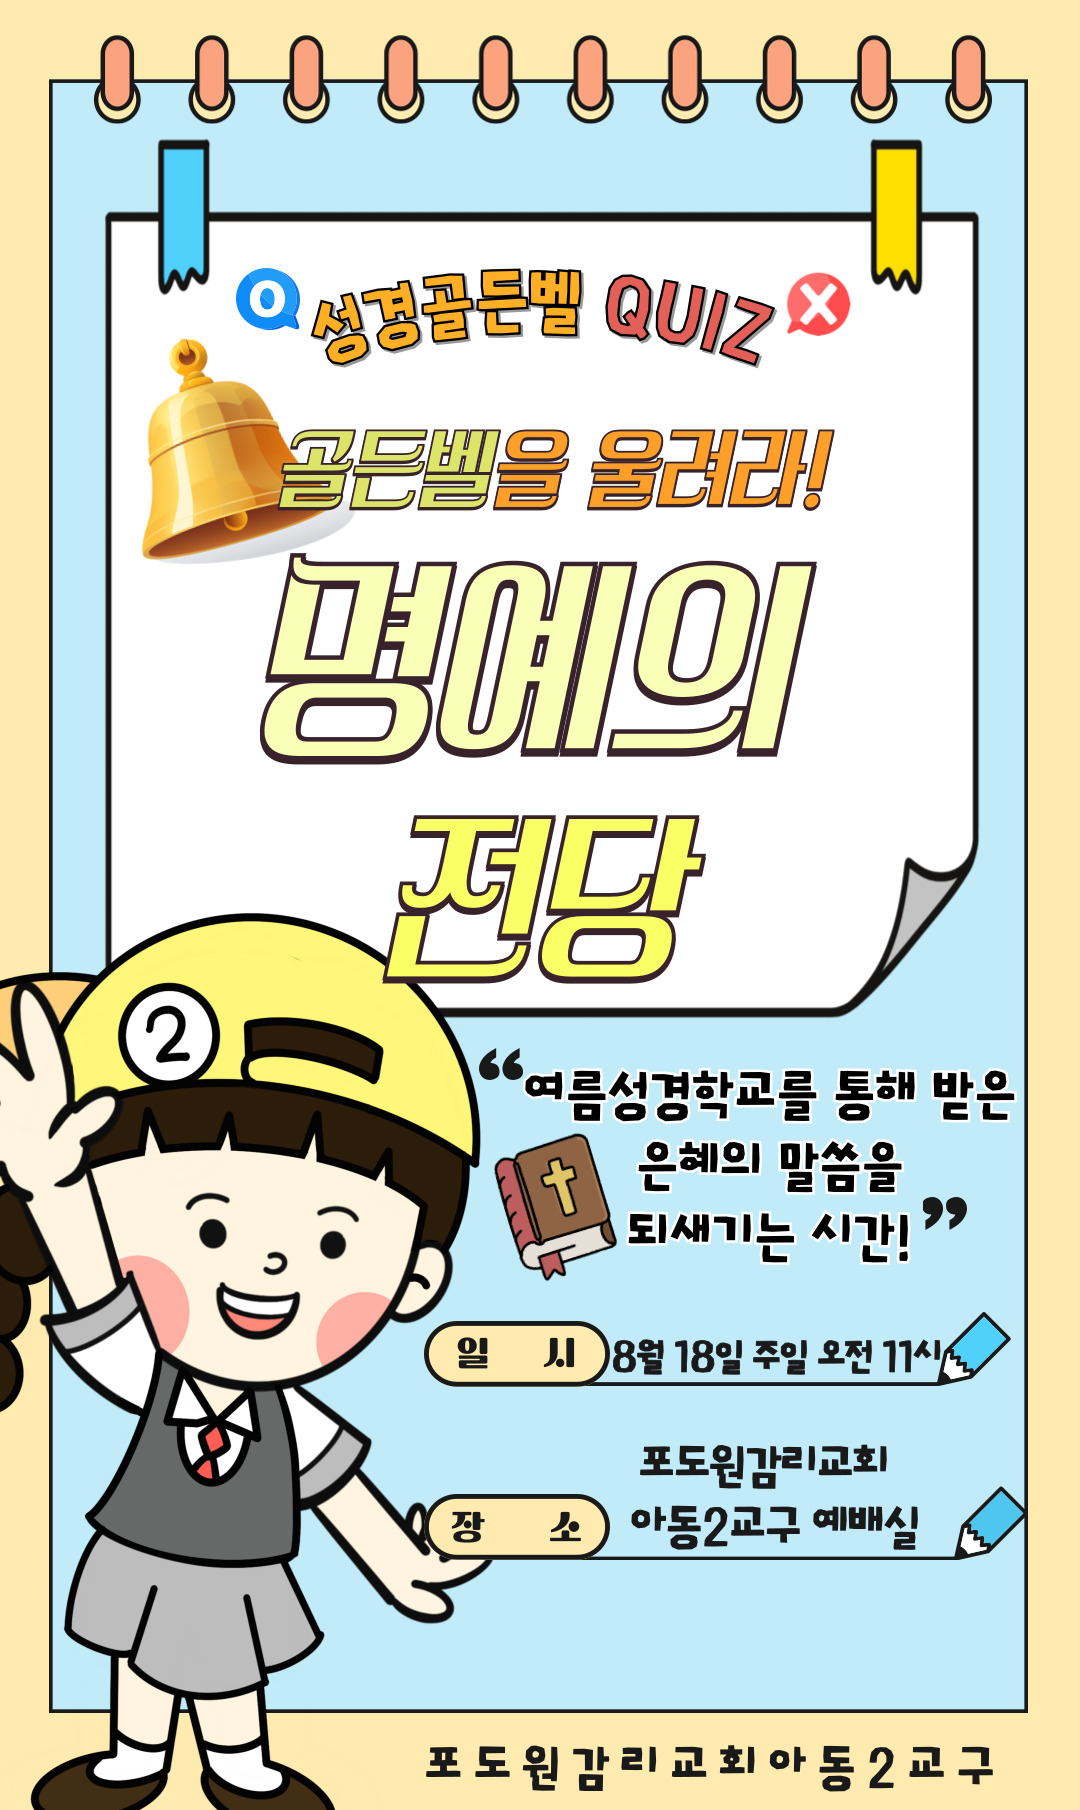 성경골든벨 QUIZ
골든벨을 울려라!
명예의
전당
2
“여름성경학교를 통해 받은
은혜의 말씀을
되새기는 시간!”
일 시 8월 18일 주일 오전 11시
포도원감리교회
장 소 아동2교구 예배실
포도원감리교회아동2교구